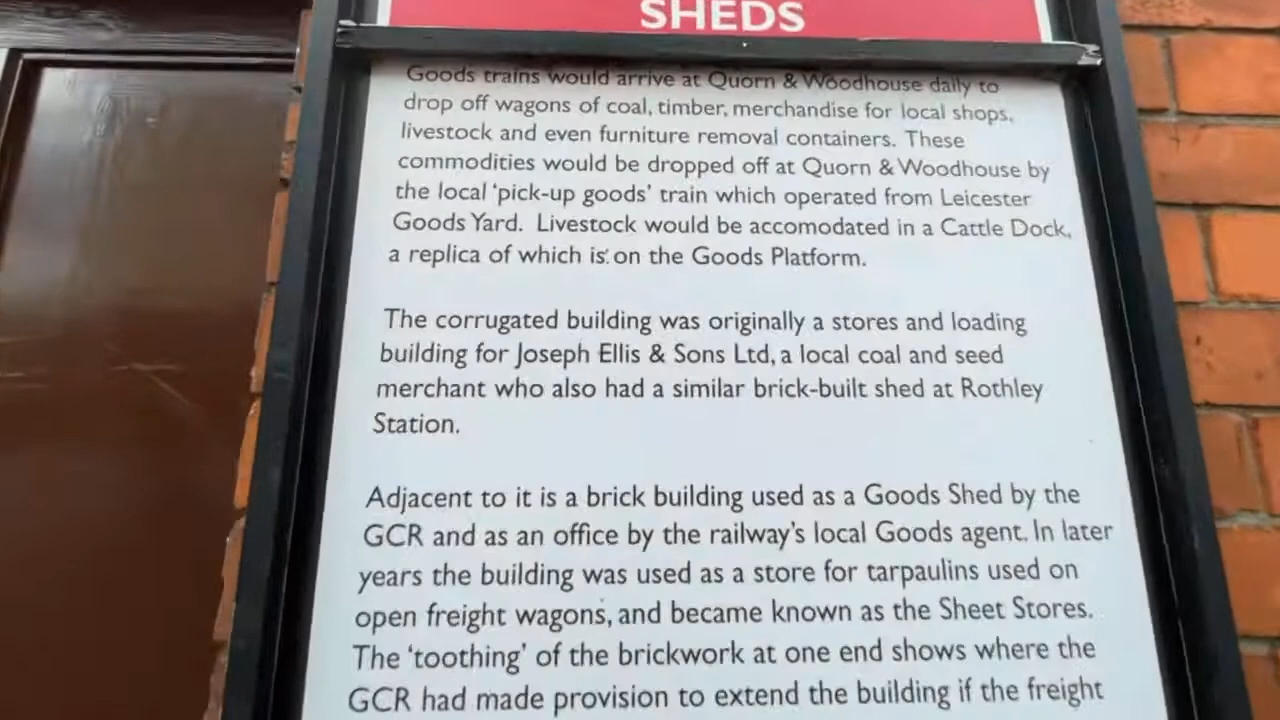 SHEDS
Goods trains would arrive at Quorn & Woodhouse daily to
drop off wagons of coal, timber, merchandise for local shops,
livestock and even furniture removal containers. These
commodities would be dropped off at Quorn & Woodhouse by
the local 'pick-up goods' train which operated from Leicester
Goods Yard. Livestock would be accomodated in a Cattle Dock,
a replica of which is on the Goods Platform.
The corrugated building was originally a stores and loading
building for Joseph Ellis & Sons Ltd, a local coal and seed
merchant who also had a similar brick-built shed at Rothley
Station.
Adjacent to it is a brick building used as a Goods Shed by the
GCR and as an office by the railway's local Goods agent. In later
years the building was used as a store for tarpaulins used on
open freight wagons, and became known as the Sheet Stores.
The 'toothing' of the brickwork at one end shows where the
GCR had made provision to extend the building if the freight